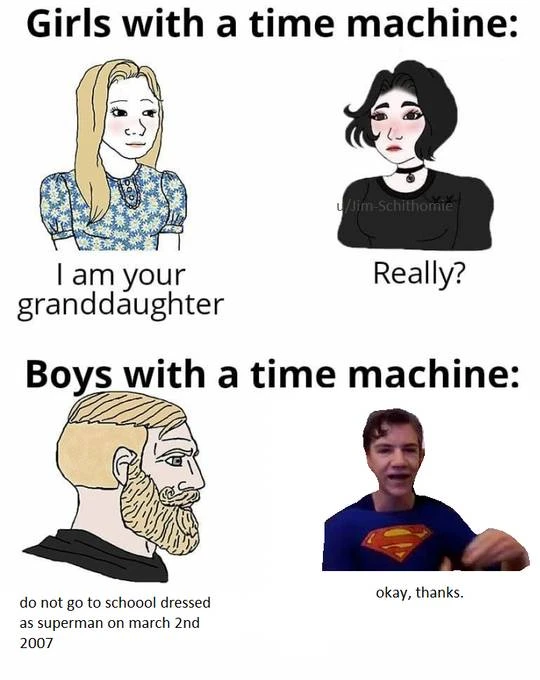 Girls with a time machine:
u/Jim-Schithomie
I am your
granddaughter
Really?
Boys with a time machine:
S
do not go to schoool dressed
as superman on march 2nd
2007
okay, thanks.